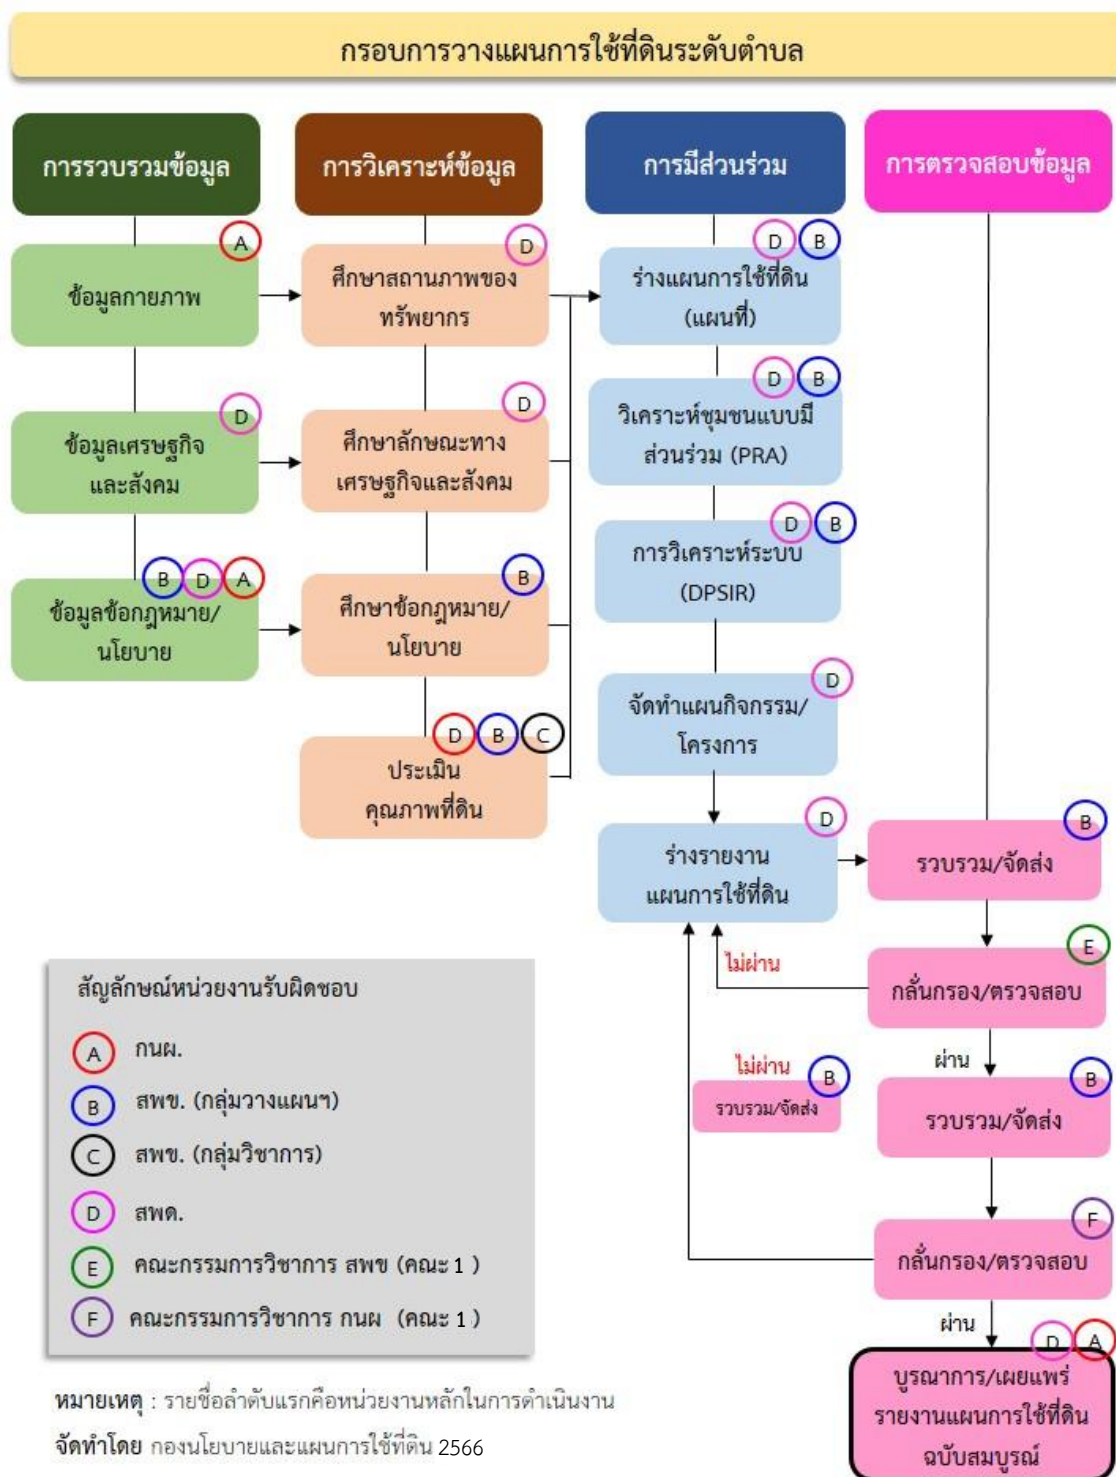 กรอบการวางแผนการใช้ที่ดินระดับตำบล
การรวบรวมข้อมูล
การวิเคราะห์ข้อมูล
การมีส่วนร่วม
การตรวจสอบข้อมูล
A
ข้อมูลกายภาพ
D
ศึกษาสถานภาพของ
ทรัพยากร
D B
ร่างแผนการใช้ที่ดิน
(แผนที่)
D
ข้อมูลเศรษฐกิจ
และสังคม
D
ศึกษาลักษณะทาง
เศรษฐกิจและสังคม
D B
วิเคราะห์ชุมชนแบบมี
ส่วนร่วม (PRA)
B D A
ข้อมูลข้อกฎหมาย/
นโยบาย
B
ศึกษาข้อกฎหมาย/
นโยบาย
D B
การวิเคราะห์ระบบ
(DPSIR)
D B C
ประเมิน
คุณภาพที่ดิน
D
จัดทำแผนกิจกรรม/
โครงการ
D
ร่างรายงาน
แผนการใช้ที่ดิน
B
รวบรวม/จัดส่ง
ไม่ผ่าน
E
กลั่นกรอง/ตรวจสอบ
ผ่าน
ไม่ผ่าน
B
รวบรวม/จัดส่ง
B
รวบรวม/จัดส่ง
F
กลั่นกรอง/ตรวจสอบ
ผ่าน
D A
บูรณาการ/เผยแพร่
รายงานแผนการใช้ที่ดิน
ฉบับสมบูรณ์
สัญลักษณ์หน่วยงานรับผิดชอบ
A กนผ.
B สพข. (กลุ่มวางแผนฯ)
C สพข. (กลุ่มวิชาการ)
D สพด.
E คณะกรรมการวิชาการ สพข (คณะ 1 )
F คณะกรรมการวิชาการ กนผ (คณะ 1 )
หมายเหตุ : รายชื่อลำดับแรกคือหน่วยงานหลักในการดำเนินงาน
จัดทำโดย กองนโยบายและแผนการใช้ที่ดิน 2566